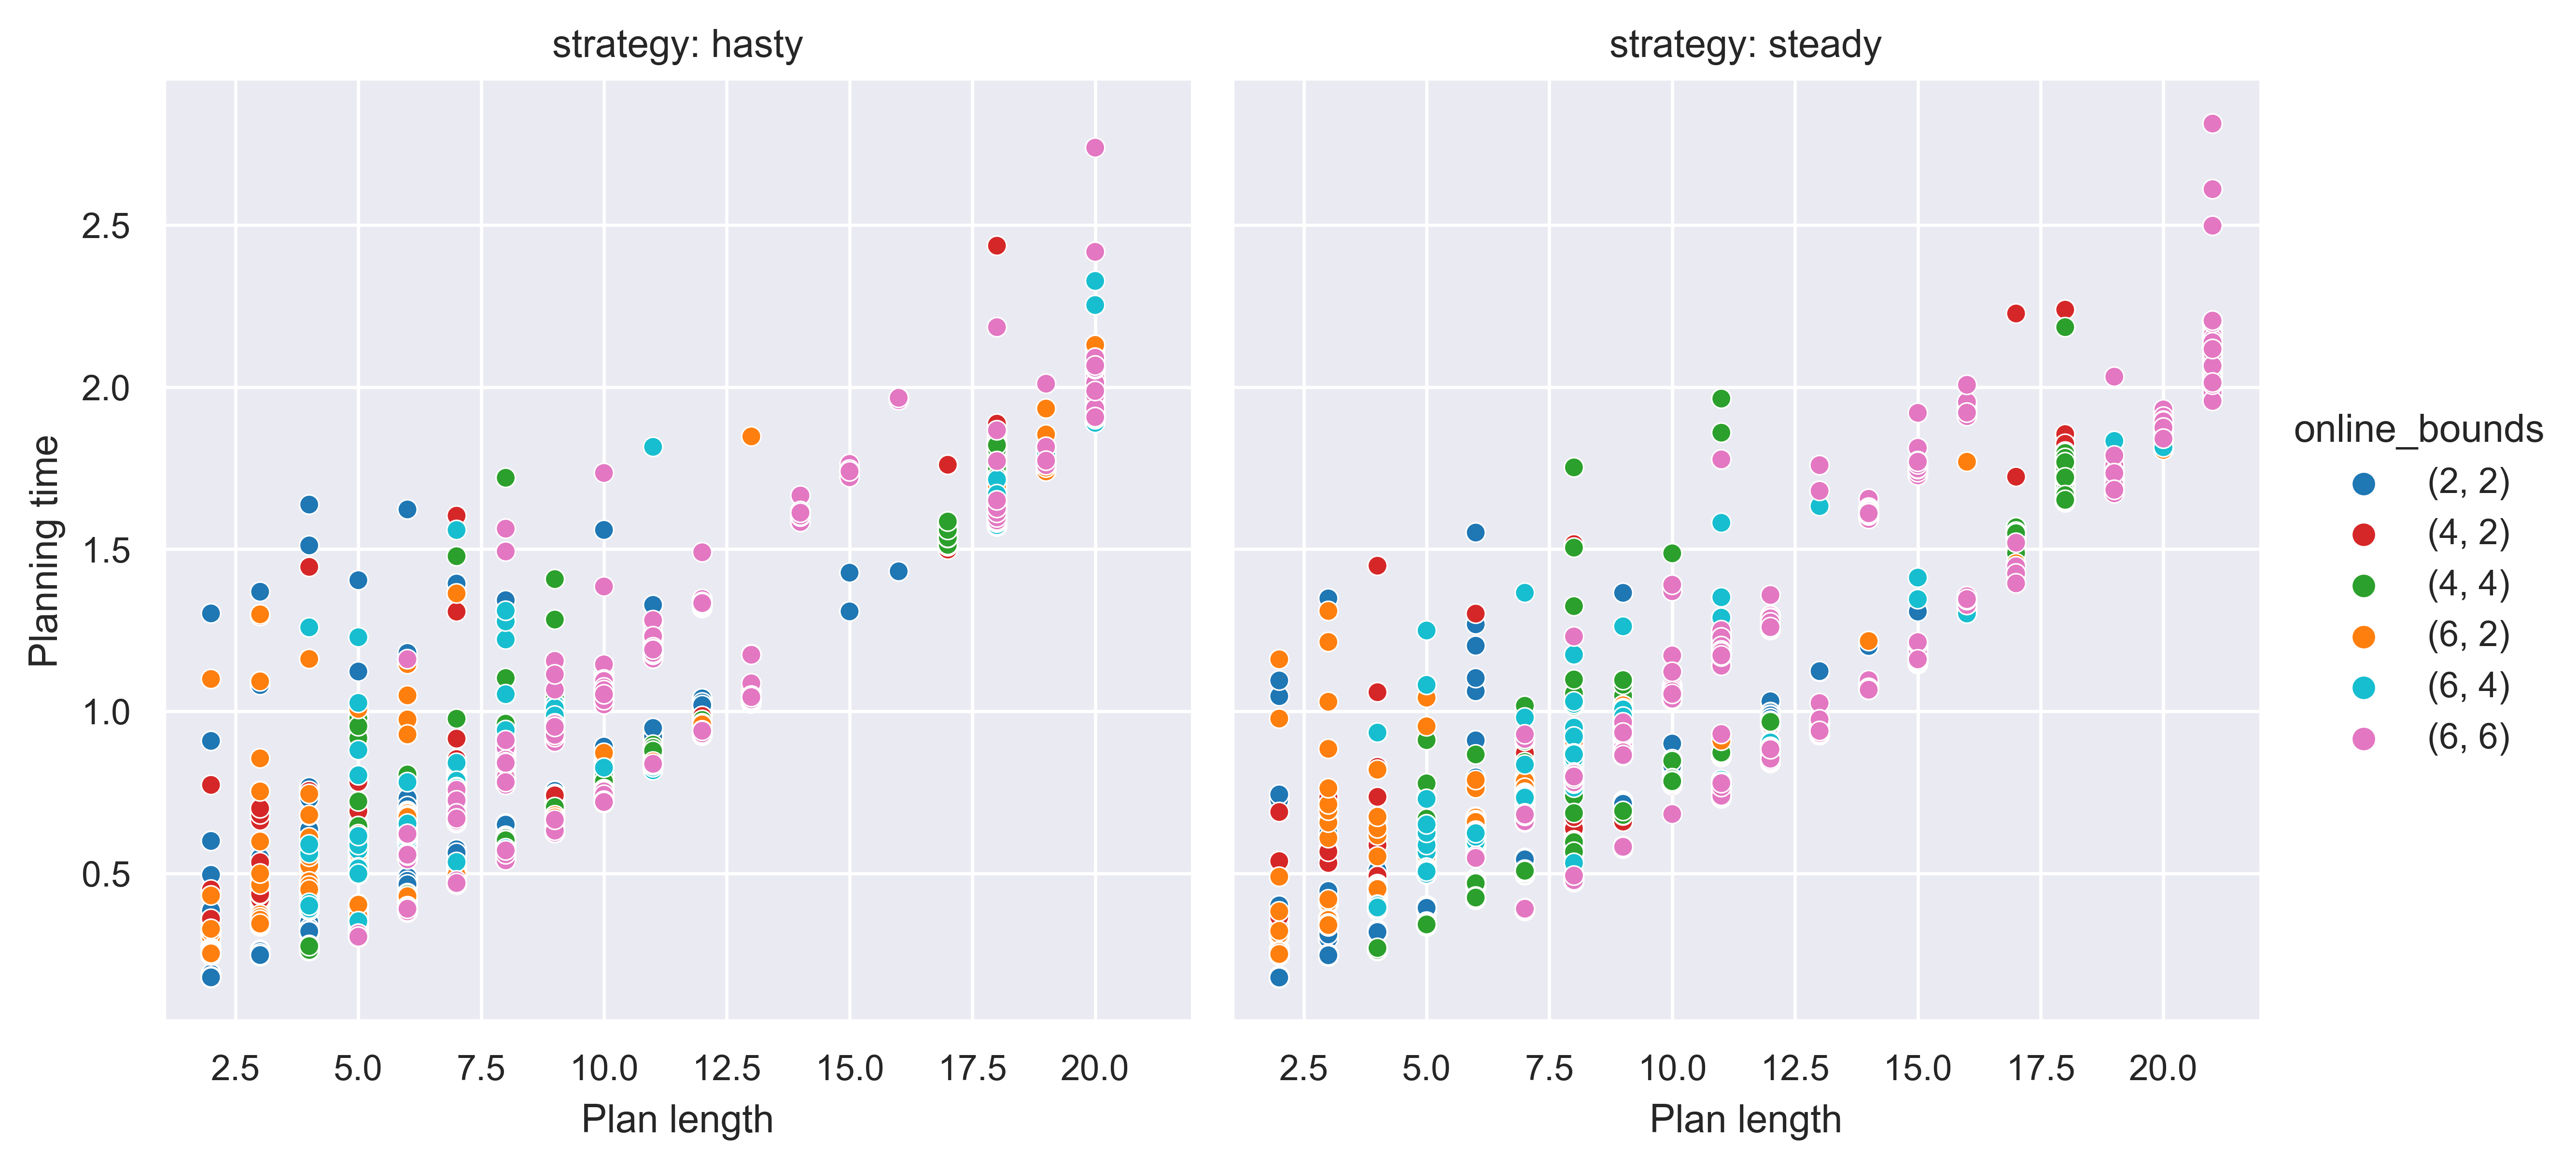 strategy: hasty
strategy: steady
Planning time
2.5
2.0
1.5
1.0
0.5
2.5 5.0 7.5 10.0 12.5 15.0 17.5 20.0
2.5 5.0 7.5 10.0 12.5 15.0 17.5 20.0
Plan length
Plan length
online_bounds
(2, 2)
(4, 2)
(4, 4)
(6, 2)
(6, 4)
(6, 6)